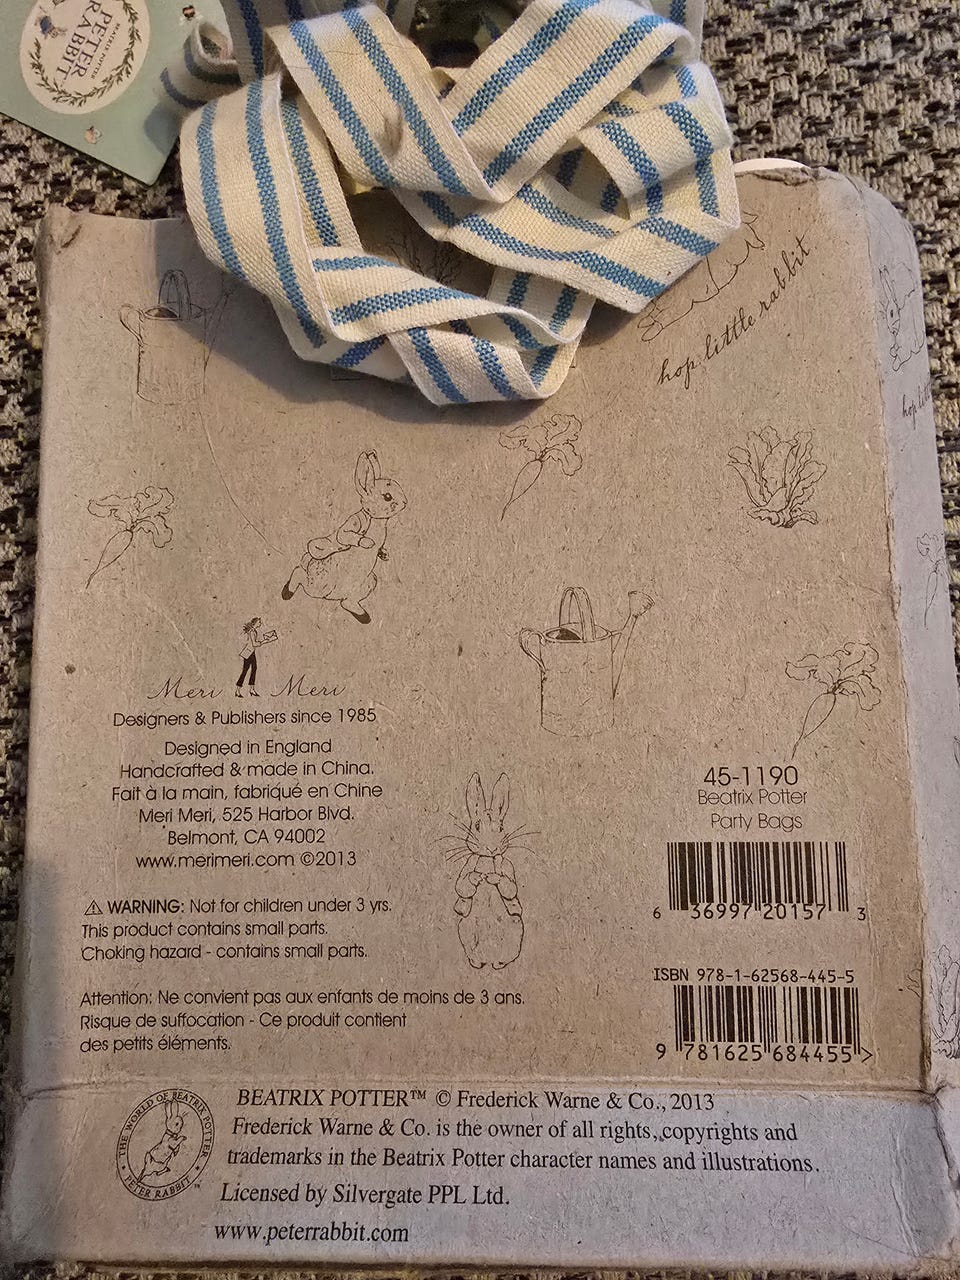 BEATRIX POTTER
PETER
RABBIT
hop little rabbit
hop litt
Meri Meri
Designers & Publishers since 1985
Designed in England
Handcrafted & made in China.
Fait à la main, fabriqué en Chine
Meri Meri, 525 Harbor Blvd.
Belmont, CA 94002
www.merimeri.com ©2013
⚠ WARNING: Not for children under 3 yrs.
This product contains small parts.
Choking hazard - contains small parts.
Attention: Ne convient pas aux enfants de moins de 3 ans.
Risque de suffocation - Ce produit contient
des petits éléments.
45-1190
Beatrix Potter
Party Bags
6 36997 20157 3
ISBN 978-1-62568-445-5
9 781625 684455 >
THE WORLD OF BEATRIX POTTER
PETER RABBIT™
BEATRIX POTTER™ © Frederick Warne & Co., 2013
Frederick Warne & Co. is the owner of all rights, copyrights and
trademarks in the Beatrix Potter character names and illustrations.
Licensed by Silvergate PPL Ltd.
www.peterrabbit.com